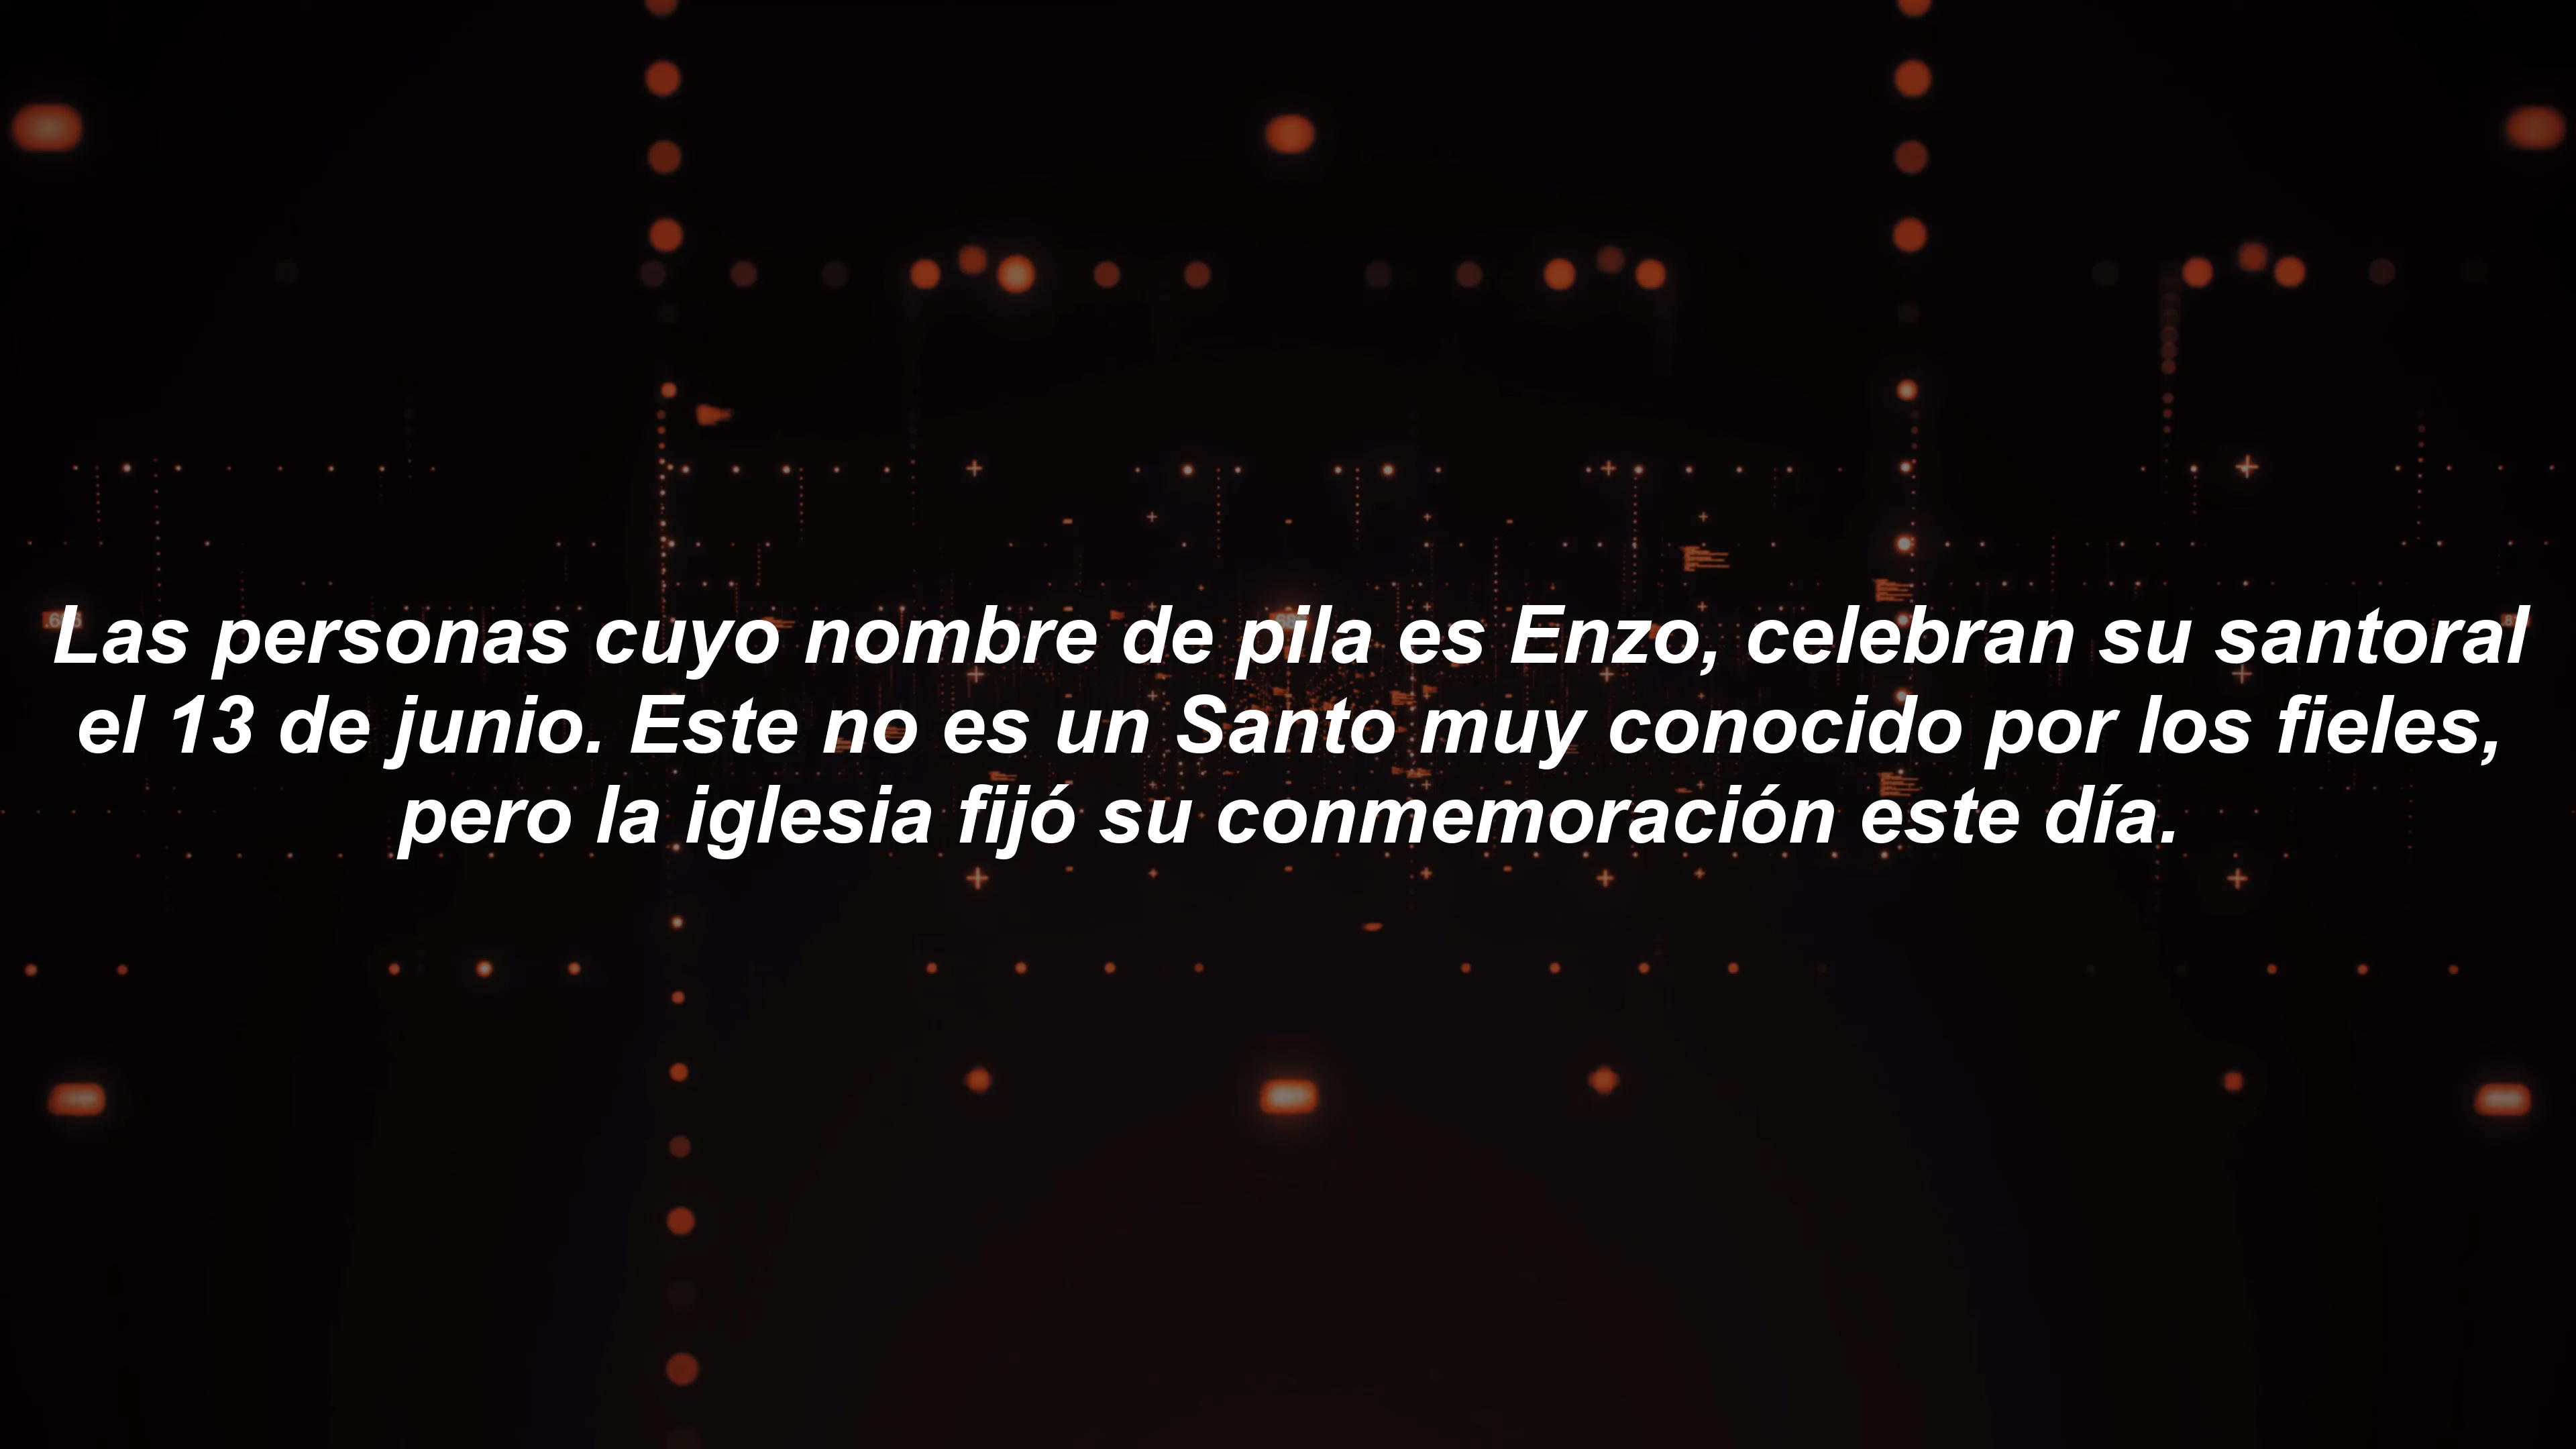 Las personas cuyo nombre de pila es Enzo, celebran su santoral
el 13 de junio. Este no es un Santo muy conocido por los fieles,
pero la iglesia fijó su conmemoración este día.